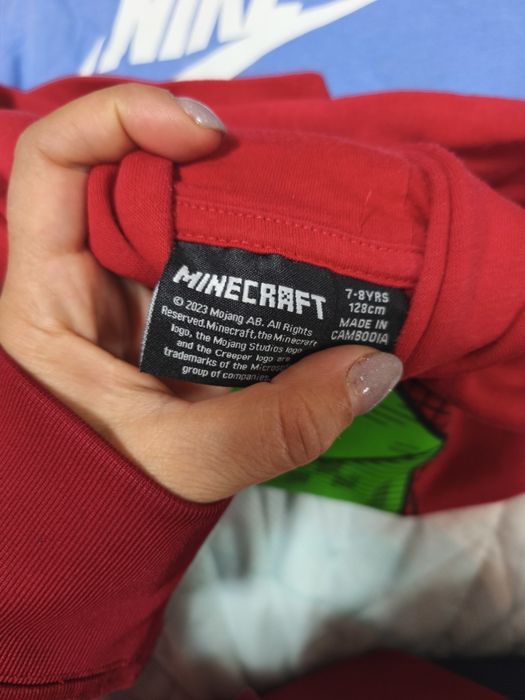 NIKE
MINECRAFT
© 2023 Mojang AB. All Rights
Reserved.Minecraft,the Minecraft
logo, the Mojang Studios logo
and the Creeper logo are
trademarks of the
group of companies
7-8YRS
128cm
MADE IN
CAMBODIA